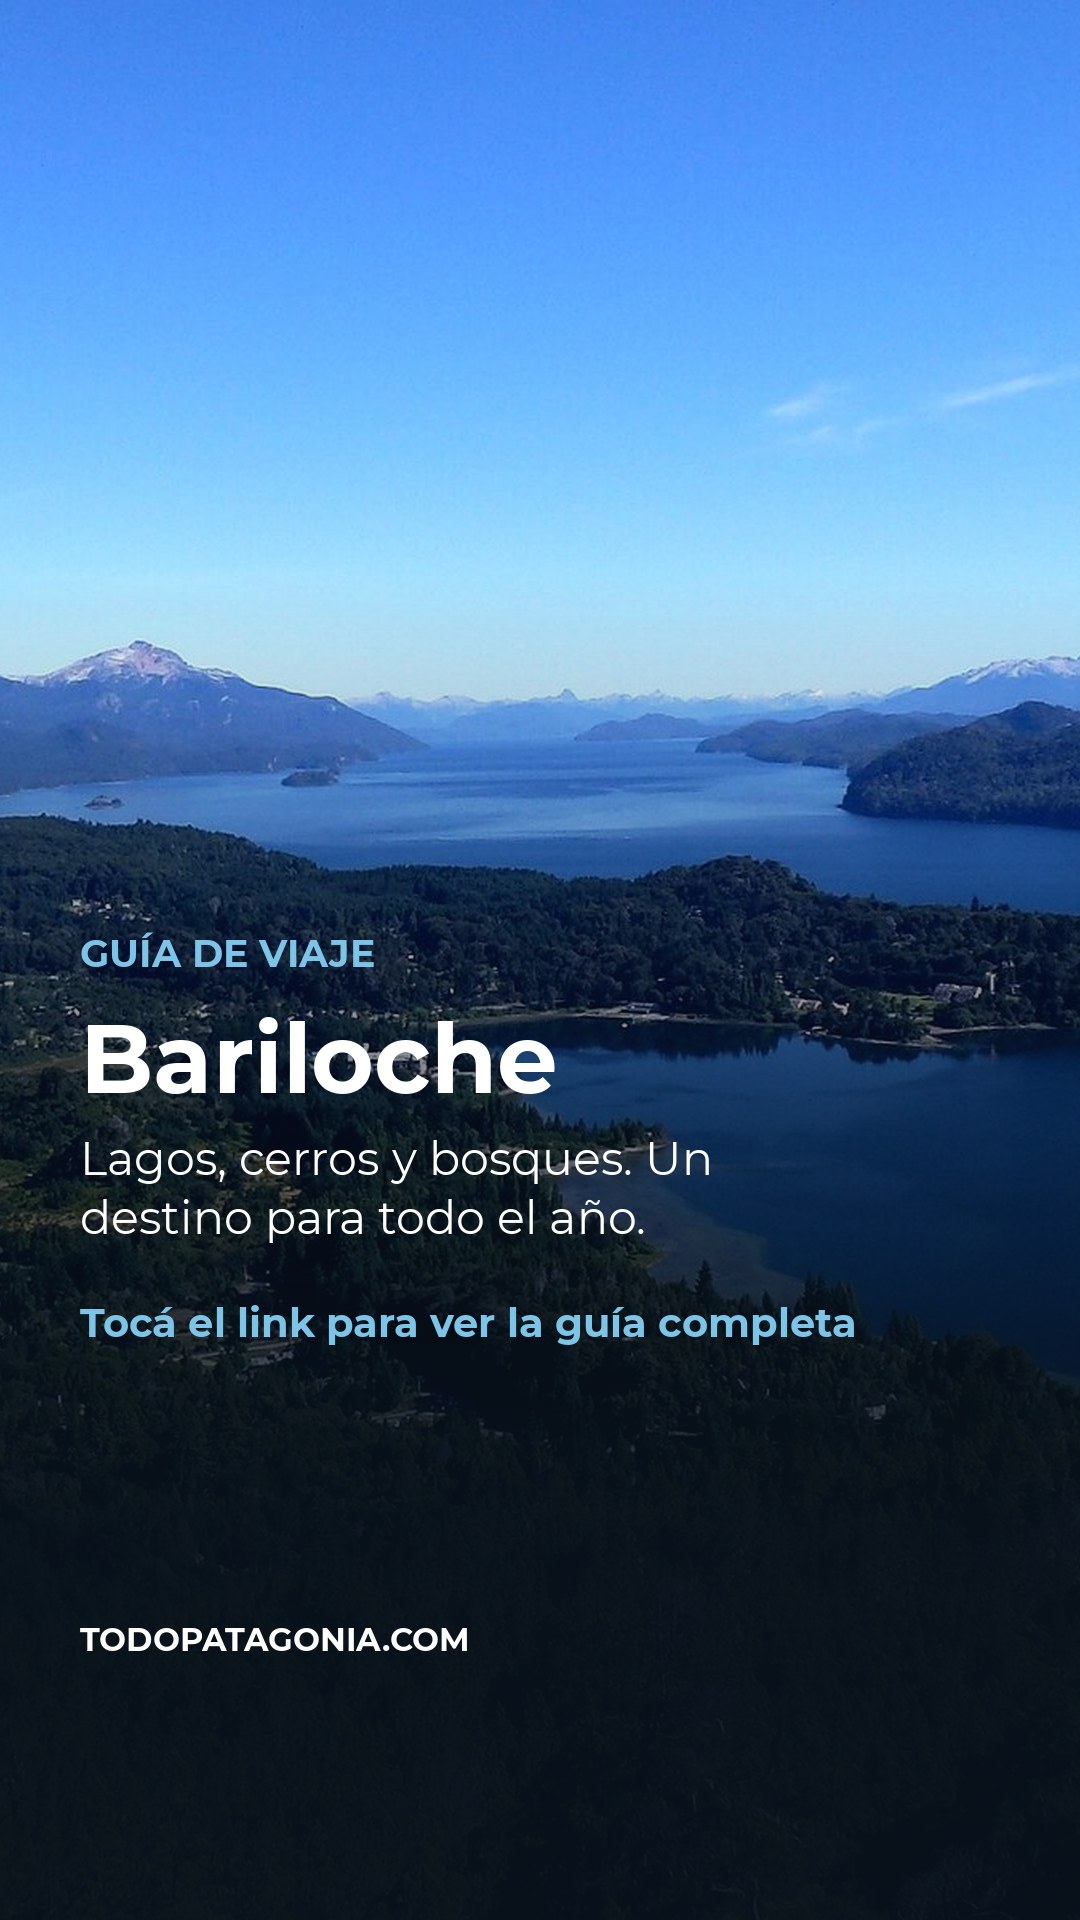 GUÍA DE VIAJE
Bariloche
Lagos, cerros y bosques. Un
destino para todo el año.
Tocá el link para ver la guía completa
TODOPATAGONIA.COM